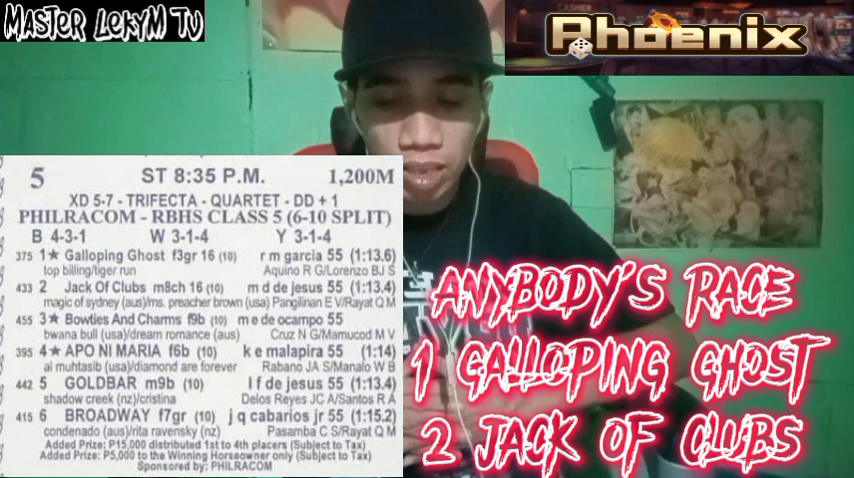 MASTER LEKYM TV
CASHIER
Phoenix
5 ST 8:35 P.M. 1,200M
XD 5-7 - TRIFECTA - QUARTET - DD + 1
PHILRACOM - RBHS CLASS 5 (6-10 SPLIT)
B 4-3-1 W 3-1-4 Y 3-1-4
375 1★ Galloping Ghost f3gr 16 (10) r m garcia 55 (1:13.6)
top billing/tiger run Aquino R G/Lorenzo BJ S
433 2 Jack Of Clubs m8ch 16 (10) m d de jesus 55 (1:13.4)
magic of sydney (aus)/ms. preacher brown (usa) Pangilinan E V/Rayat Q M
455 3★ Bowties And Charms f9b (10) m e de ocampo 55
bwana bull (usa)/dream romance (aus) Cruz N G/Mamucod M V
395 4★ APO NI MARIA f6b (10) k e malapira 55 (1:14)
al muhtasib (usa)/diamond are forever Rabano JA S/Manalo W B
442 5 GOLDBAR m9b (10) l f de jesus 55 (1:13.4)
shadow creek (nz)/cristina Delos Reyes JC A/Santos R A
415 6 BROADWAY f7gr (10) j q cabarios jr 55 (1:15.2)
condenado (aus)/rita ravensky (nz) Pasamba C S/Rayat Q M
Added Prize: P15,000 distributed 1st to 4th placers (Subject to Tax)
Added Prize: P5,000 to the Winning Horseowner only (Subject to Tax)
Sponsored by: PHILRACOM
ANYBODY'S RACE
1 GALLOPING GHOST
2 JACK OF CLUBS